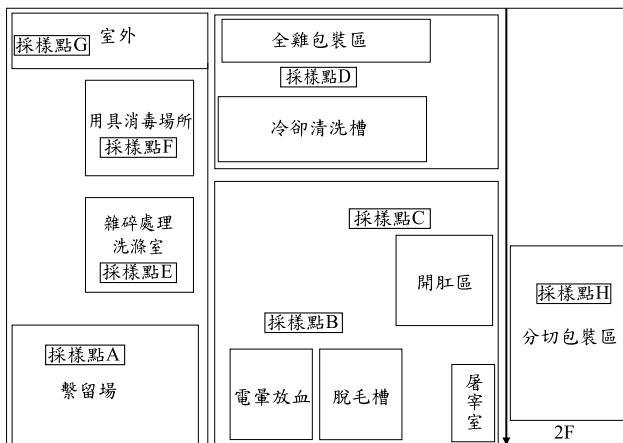 採樣點G
室外
全雞包裝區
採樣點D
冷卻清洗槽
用具消毒場所
採樣點F
雜碎處理
洗滌室
採樣點E
採樣點C
開肛區
採樣點B
電暈放血
脫毛槽
屠宰室
採樣點A
繫留場
採樣點H
分切包裝區
2F